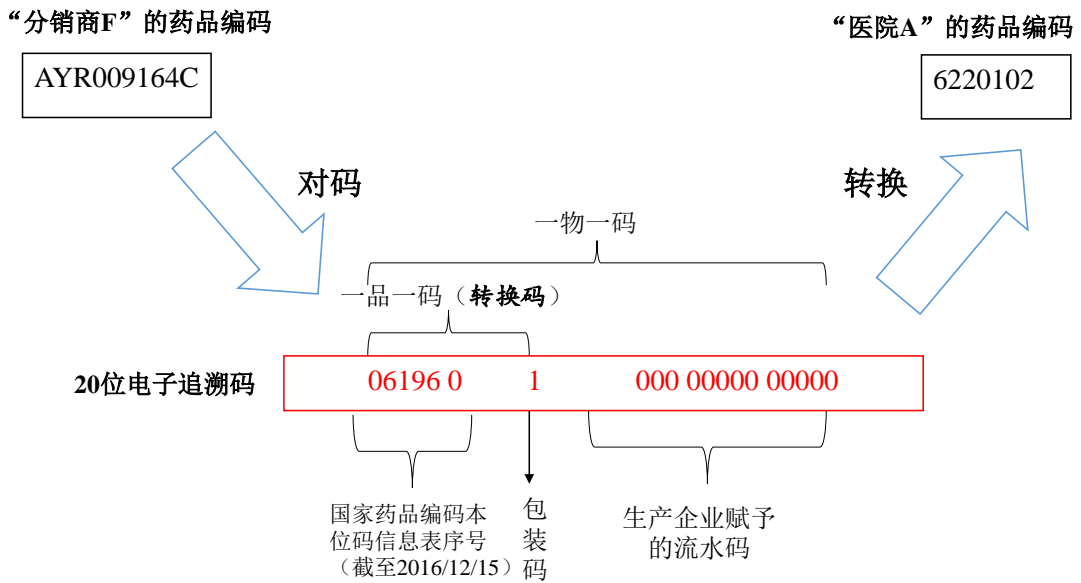 “分销商F”的药品编码
“医院A”的药品编码
AYR009164C
6220102
对码
转换
一物一码
一品一码（转换码）
20位电子追溯码
06196 0
1
000 00000 00000
国家药品编码本
位码信息表序号
（截至2016/12/15）
包
装
码
生产企业赋予
的流水码